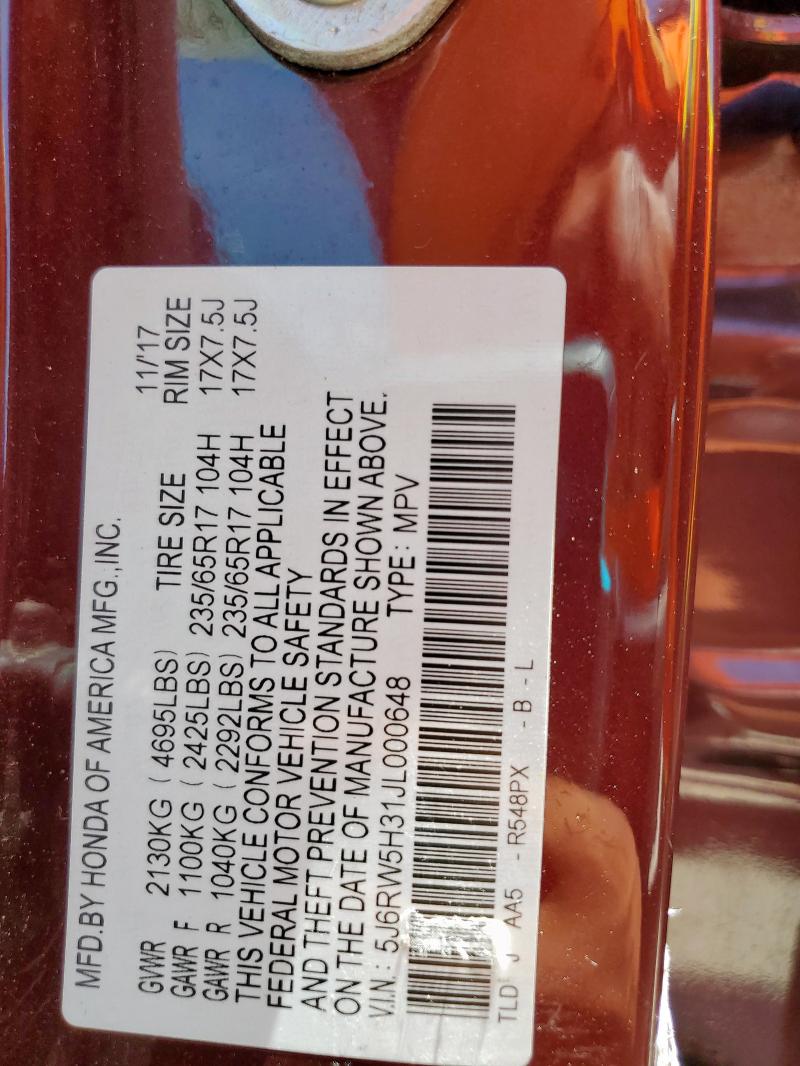 MFD.BY HONDA OF AMERICA MFG.,INC.
11/'17
GVWR 2130KG ( 4695LBS) TIRE SIZE RIM SIZE
GAWR F 1100KG ( 2425LBS) 235/65R17 104H 17X7.5J
GAWR R 1040KG ( 2292LBS) 235/65R17 104H 17X7.5J
THIS VEHICLE CONFORMS TO ALL APPLICABLE
FEDERAL MOTOR VEHICLE SAFETY
AND THEFT PREVENTION STANDARDS IN EFFECT
ON THE DATE OF MANUFACTURE SHOWN ABOVE.
V.I.N.: 5J6RW5H31JL000648 TYPE: MPV
TLD J AA5 - R548PX - B - L